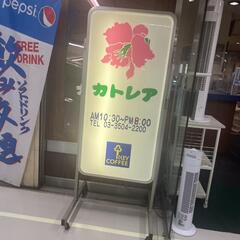 pepsi
FREE
DRINK
カトレア
AM10:30~PM8:00
TEL 03-3504-2200
KEY
COFFEE